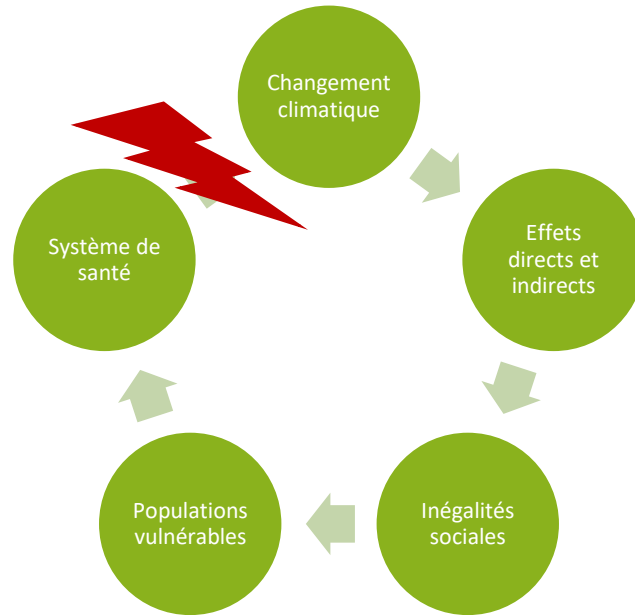 Changement
climatique
Effets
directs et
indirects
Inégalités
sociales
Populations
vulnérables
Système de
santé